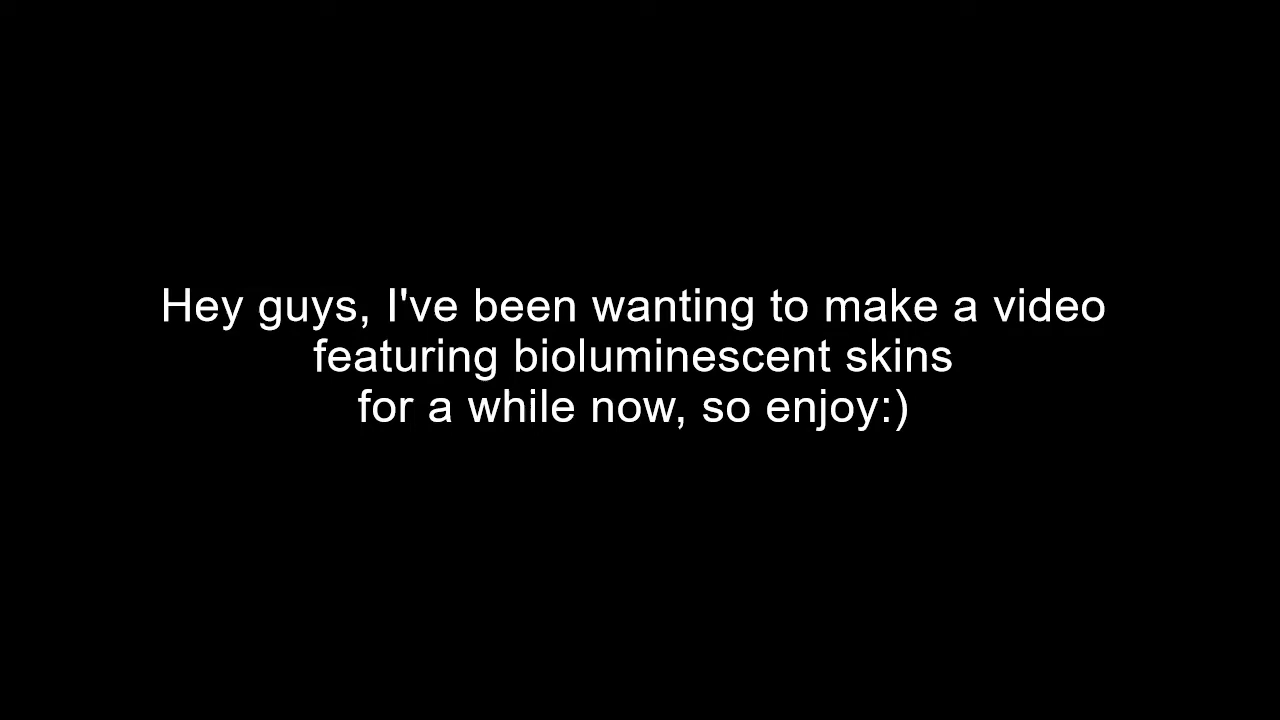 Hey guys, I've been wanting to make a video
featuring bioluminescent skins
for a while now, so enjoy:)